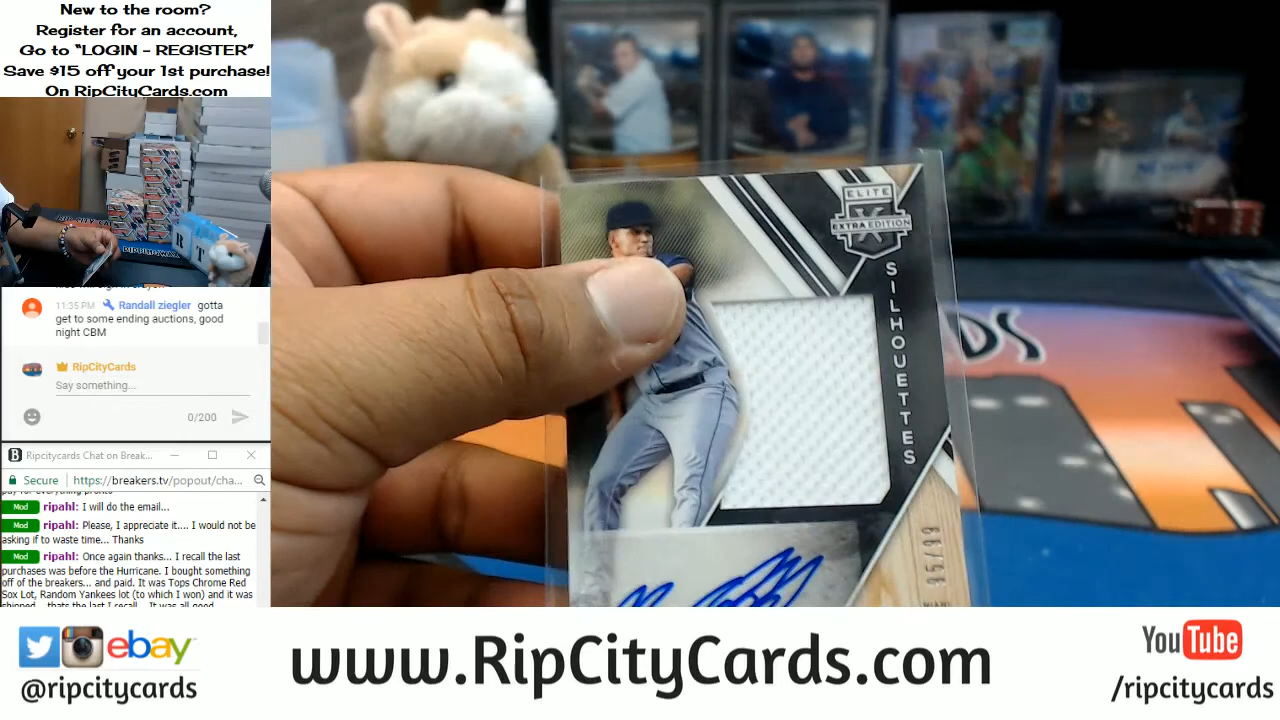 New to the room?
Register for an account,
Go to “LOGIN - REGISTER”
Save $15 off your 1st purchase!
On RipCityCards.com
11:35 PM Randall ziegler gotta
get to some ending auctions, good
night CBM
RipCityCards
Say something...
0/200
Ripcitycards Chat on Break...
Secure https://breakers.tv/popout/cha...
Mod ripahl: I will do the email...
Mod ripahl: Please, I appreciate it.... I would not be
asking if to waste time... Thanks
Mod ripahl: Once again thanks... I recall the last
purchases was before the Hurricane. I bought something
off of the breakers... and paid. It was Tops Chrome Red
Sox Lot, Random Yankees lot (to which I won) and it was
ELITE
X
EXTRA EDITION
SILHOUETTES
ebay
@ripcitycards
www.RipCityCards.com
YouTube
/ripcitycards